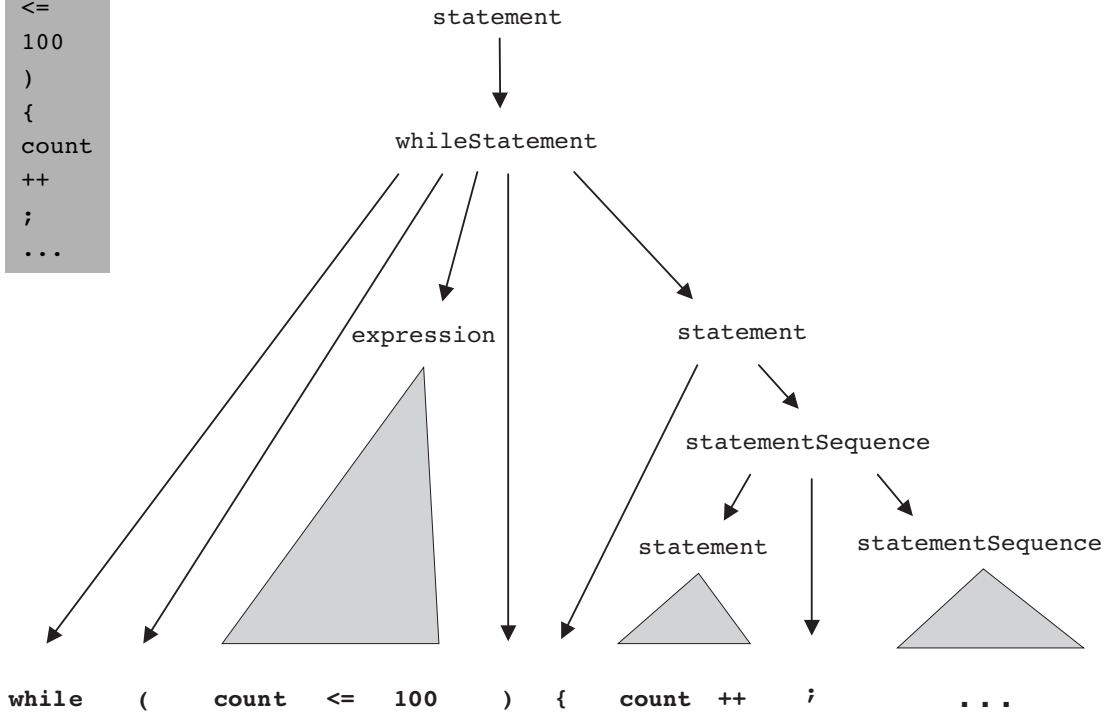 <=
100
)
{
count
++
;
...
statement
whileStatement
expression
statement
statementSequence
statement
statementSequence
while ( count <= 100 ) { count ++ ; ...